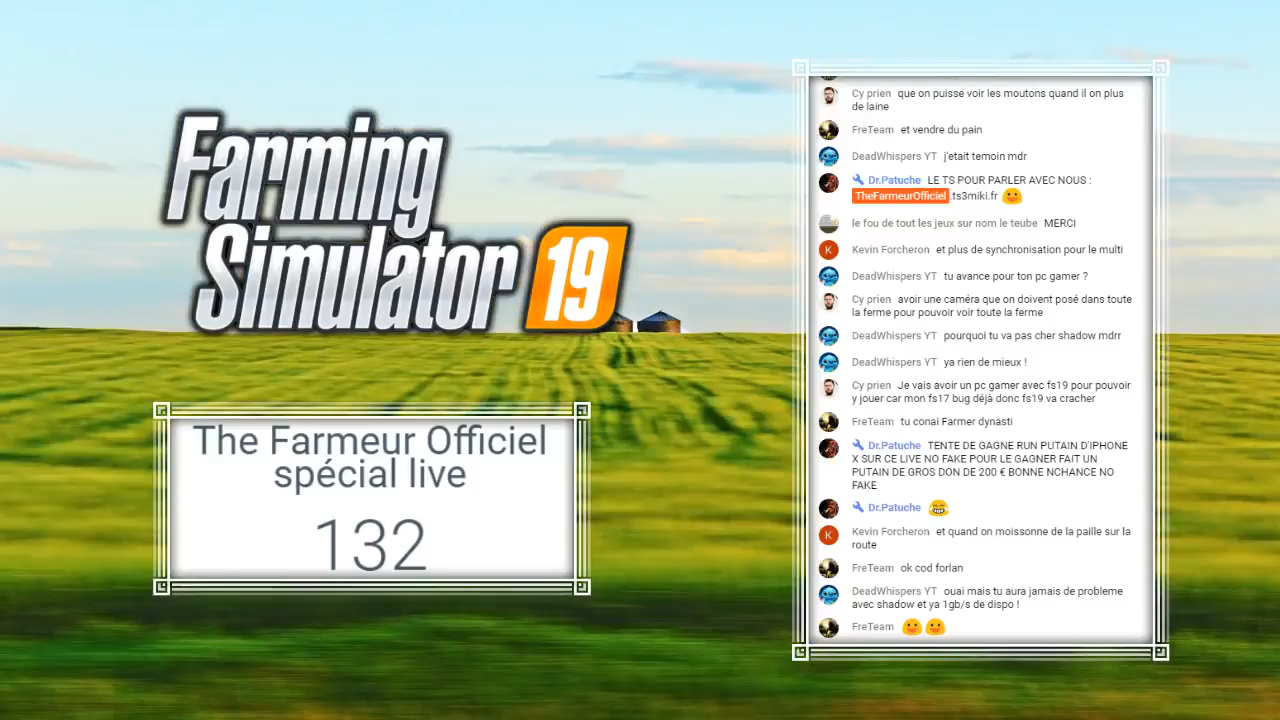 Farming
Simulator 19
The Farmeur Officiel
spécial live
132
Cy prien que on puisse voir les moutons quand il on plus
de laine
FreTeam et vendre du pain
DeadWhispers YT j'etait temoin mdr
Dr.Patuche LE TS POUR PARLER AVEC NOUS :
TheFarmeurOfficiel.ts3miki.fr
le fou de tout les jeux sur nom le teube MERCI
K Kevin Forcheron et plus de synchronisation pour le multi
DeadWhispers YT tu avance pour ton pc gamer ?
Cy prien avoir une caméra que on doivent posé dans toute
la ferme pour pouvoir voir toute la ferme
DeadWhispers YT pourquoi tu va pas cher shadow mdrr
DeadWhispers YT ya rien de mieux !
Cy prien Je vais avoir un pc gamer avec fs19 pour pouvoir
y jouer car mon fs17 bug déjà donc fs19 va cracher
FreTeam tu conai Farmer dynasti
Dr.Patuche TENTE DE GAGNE RUN PUTAIN D'IPHONE
X SUR CE LIVE NO FAKE POUR LE GAGNER FAIT UN
PUTAIN DE GROS DON DE 200 € BONNE NCHANCE NO
FAKE
Dr.Patuche
K Kevin Forcheron et quand on moissonne de la paille sur la
route
FreTeam ok cod forlan
DeadWhispers YT ouai mais tu aura jamais de probleme
avec shadow et ya 1gb/s de dispo !
FreTeam